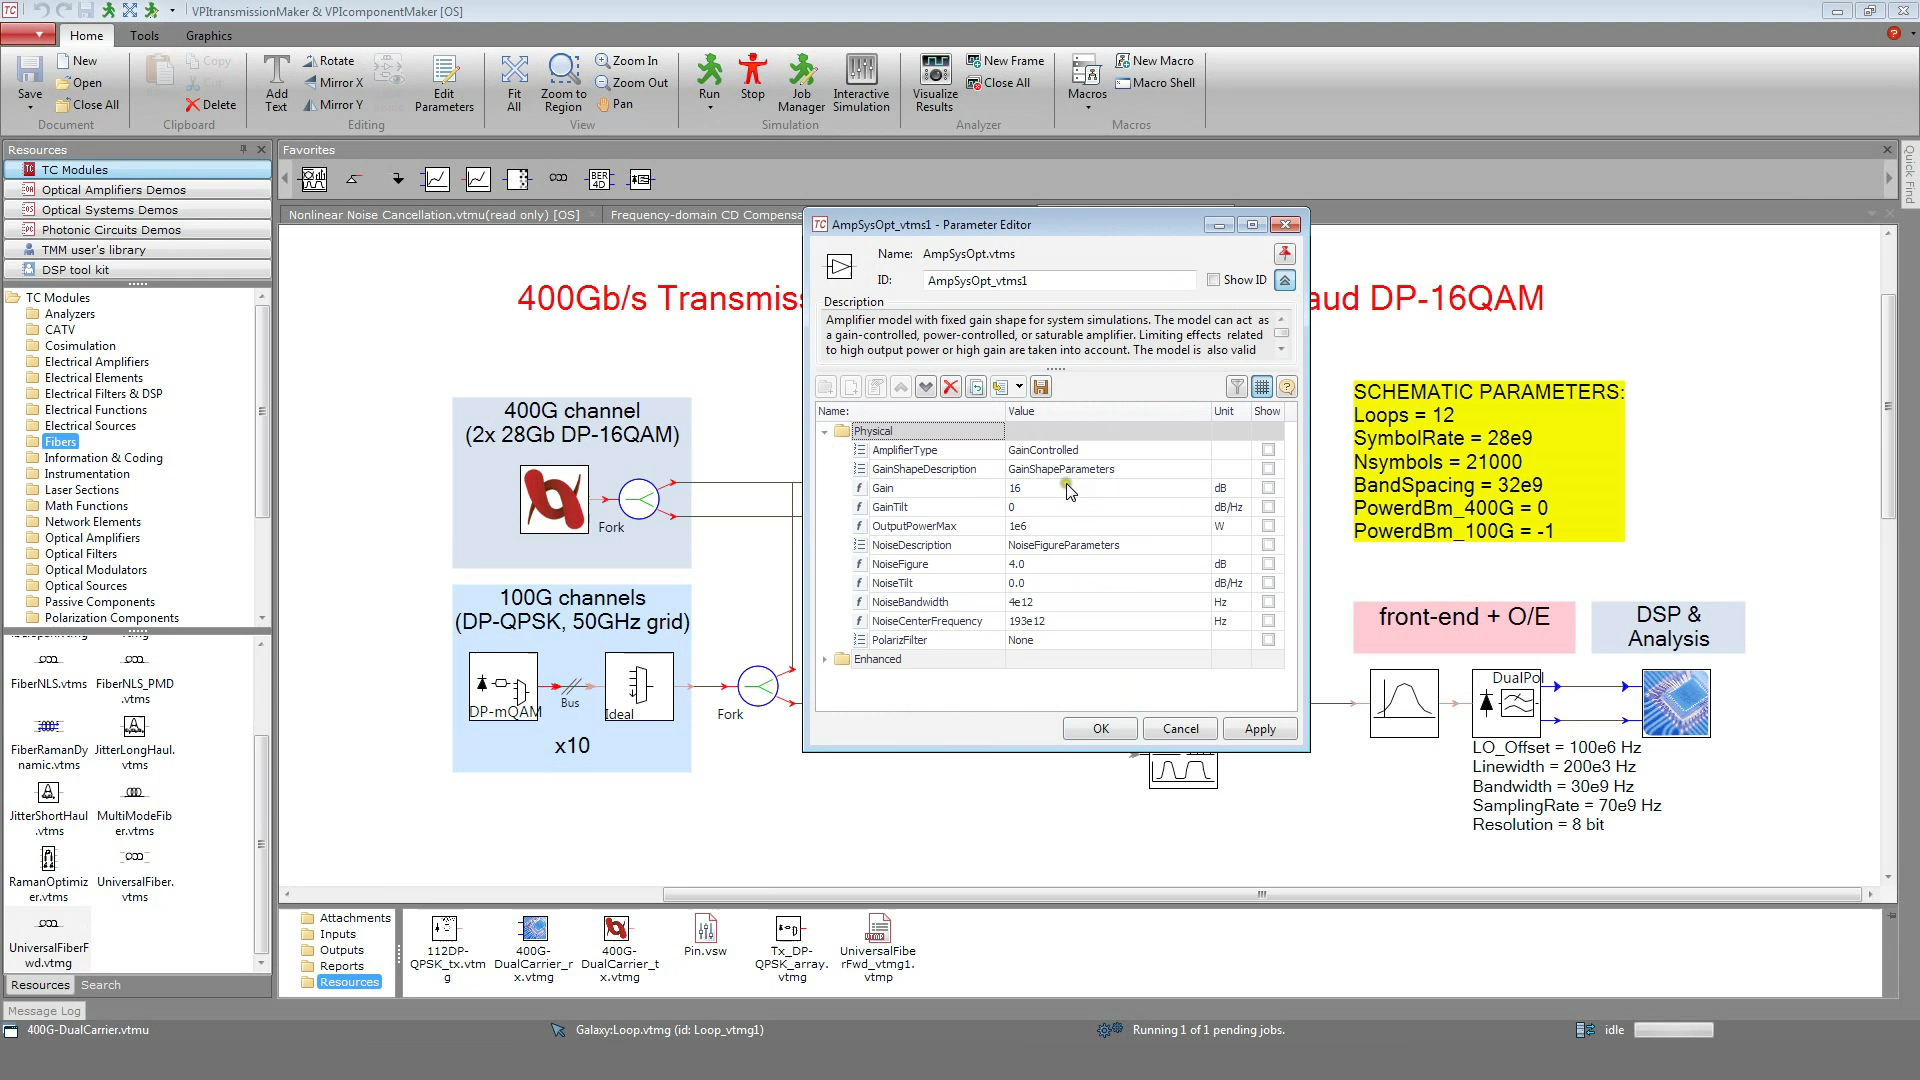 TC
VPItransmissionMaker & VPIcomponentMaker [OS]
Home
Tools
Graphics
Save
New
Open
Close All
Document
Copy
Cut
Delete
Clipboard
Add
Text
Rotate
Mirror X
Mirror Y
Edit
Parameters
Editing
Fit
All
Zoom to
Region
Zoom In
Zoom Out
Pan
View
Run
Stop
Job
Manager
Interactive
Simulation
Simulation
Visualize
Results
New Frame
Close All
Analyzer
Macros
New Macro
Macro Shell
Macros
Resources
TC Modules
Optical Amplifiers Demos
Optical Systems Demos
Photonic Circuits Demos
TMM user's library
DSP tool kit
TC Modules
Analyzers
CATV
Cosimulation
Electrical Amplifiers
Electrical Elements
Electrical Filters & DSP
Electrical Functions
Electrical Sources
Fibers
Information & Coding
Instrumentation
Laser Sections
Math Functions
Network Elements
Optical Amplifiers
Optical Filters
Optical Modulators
Optical Sources
Passive Components
Polarization Components
FiberNLS.vtms
FiberNLS_PMD
.vtms
FiberRamanDy
namic.vtms
JitterLongHaul.
.vtms
JitterShortHaul
.vtms
MultiModeFib
er.vtms
RamanOptimiz
er.vtms
UniversalFiber.
vtms
UniversalFiberF
wd.vtmg
Resources
Search
Favorites
BER
4D
Quick Find
Nonlinear Noise Cancellation.vtmu(read only) [OS]
Frequency-domain CD Compensa
400Gb/s Transmiss
aud DP-16QAM
400G channel
(2x 28Gb DP-16QAM)
Fork
100G channels
(DP-QPSK, 50GHz grid)
DP-mQAM
Bus
Ideal
Fork
x10
TC
AmpSysOpt_vtms1 - Parameter Editor
Name:
AmpSysOpt.vtms
ID:
AmpSysOpt_vtms1
Show ID
Description
Amplifier model with fixed gain shape for system simulations. The model can act as
a gain-controlled, power-controlled, or saturable amplifier. Limiting effects related
to high output power or high gain are taken into account. The model is also valid
Name:
Value
Unit
Show
Physical
AmplifierType
GainControlled
GainShapeDescription
GainShapeParameters
f
Gain
16
dB
f
GainTilt
0
dB/Hz
f
OutputPowerMax
1e6
W
NoiseDescription
NoiseFigureParameters
f
NoiseFigure
4.0
dB
f
NoiseTilt
0.0
dB/Hz
f
NoiseBandwidth
4e12
Hz
f
NoiseCenterFrequency
193e12
Hz
PolarizFilter
None
Enhanced
OK
Cancel
Apply
SCHEMATIC PARAMETERS:
Loops = 12
SymbolRate = 28e9
Nsymbols = 21000
BandSpacing = 32e9
PowerdBm_400G = 0
PowerdBm_100G = -1
front-end + O/E
DSP &
Analysis
DualPol
LO_Offset = 100e6 Hz
Linewidth = 200e3 Hz
Bandwidth = 30e9 Hz
SamplingRate = 70e9 Hz
Resolution = 8 bit
Attachments
Inputs
Outputs
Reports
Resources
112DP-
QPSK_tx.vtm
g
400G-
DualCarrier_r
x.vtmg
400G-
DualCarrier_t
x.vtmg
Pin.vsw
Tx_DP-
QPSK_array.
vtmg
UniversalFibe
rFwd_vtmg1.
vtmp
Message Log
400G-DualCarrier.vtmu
Galaxy:Loop.vtmg (id: Loop_vtmg1)
Running 1 of 1 pending jobs.
idle